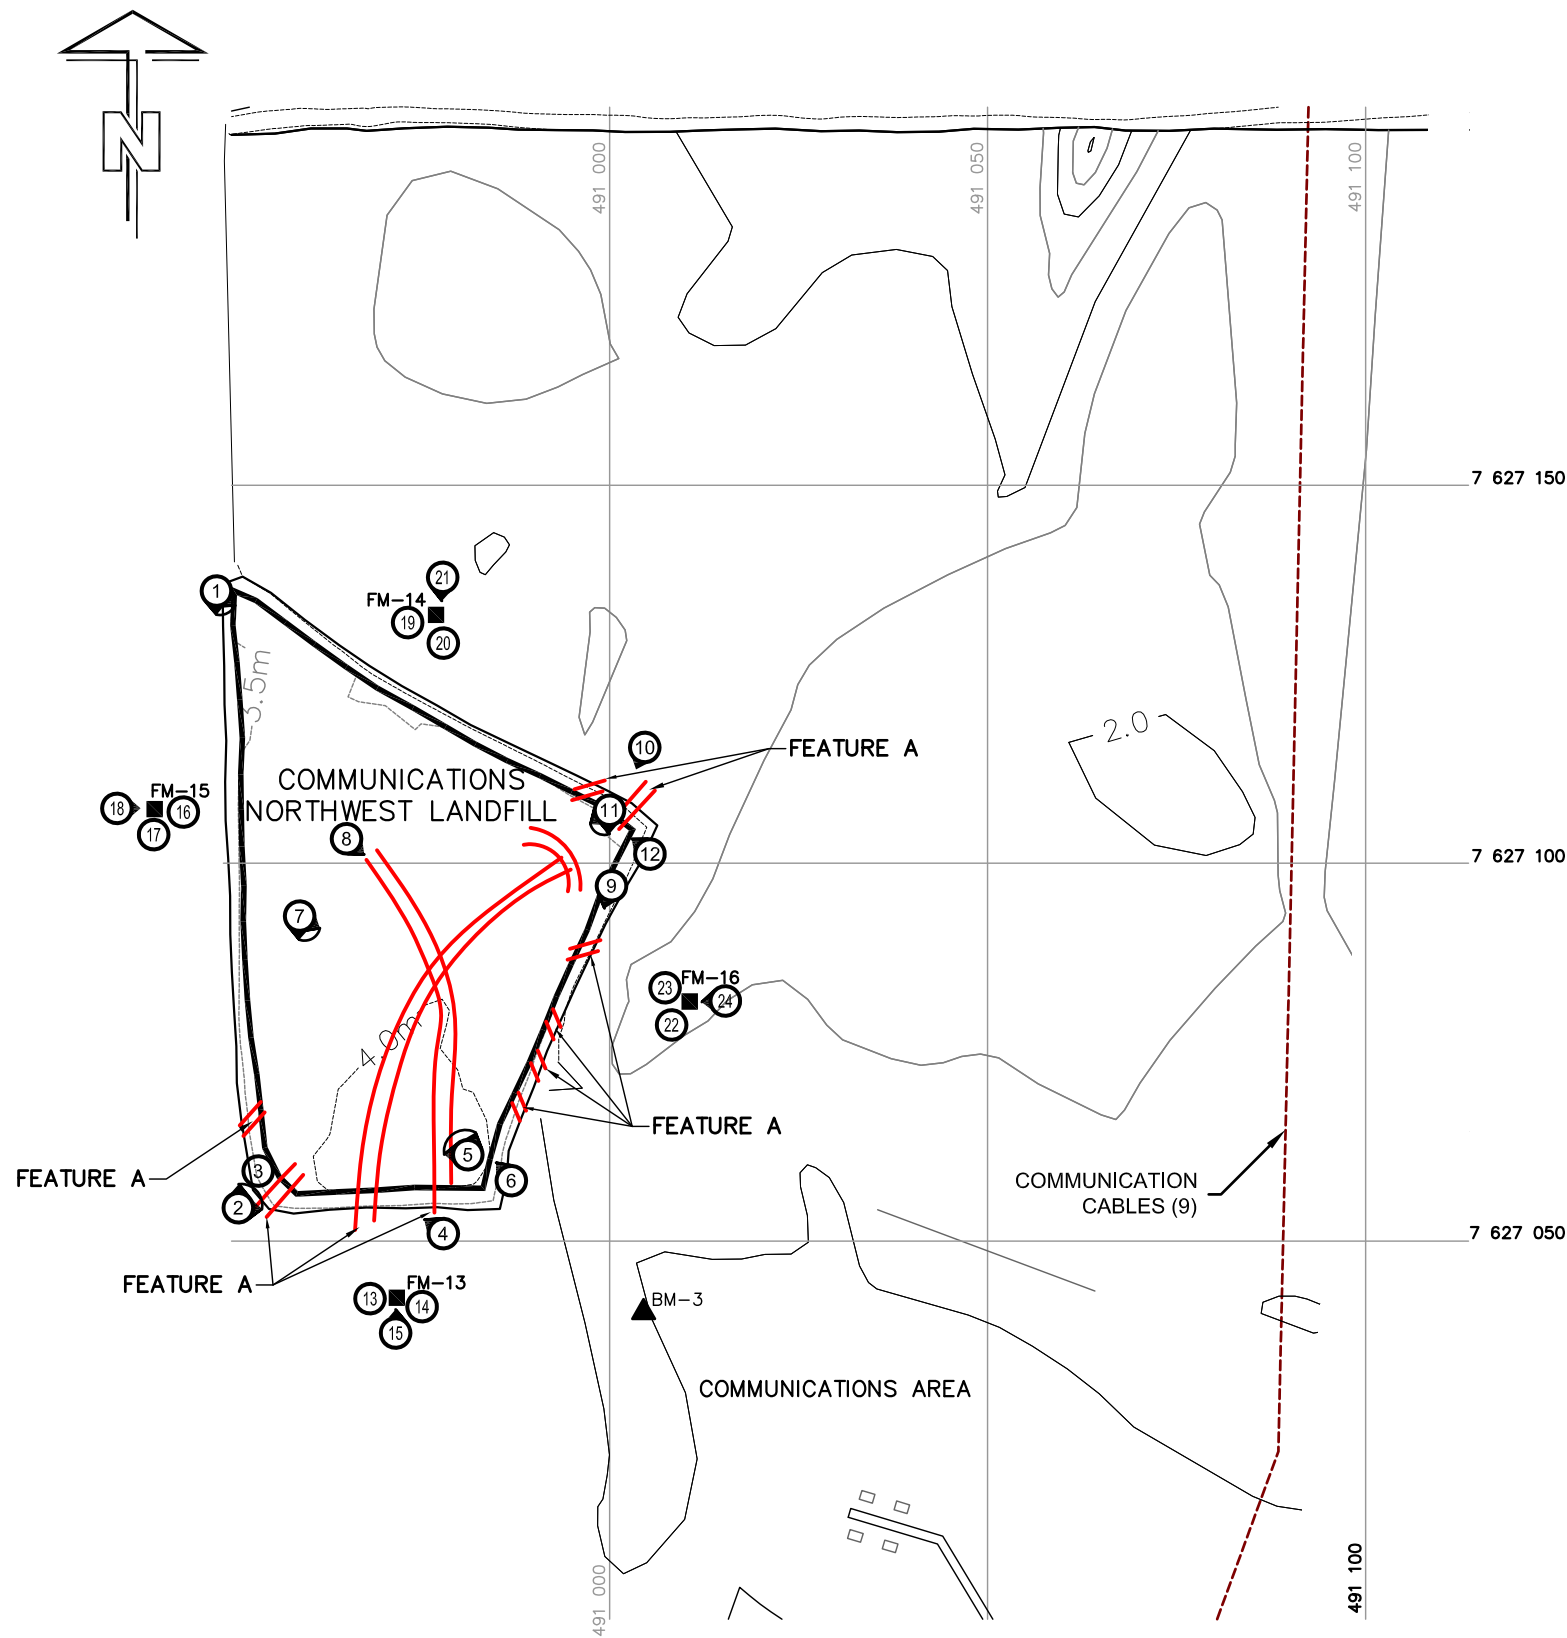 N
491 000
491 050
491 100
7 627 150
1
21
FM-14
19
20
3.5m
10
FEATURE A
2.0
COMMUNICATIONS
NORTHWEST LANDFILL
18
FM-15
16
17
11
8
12
7 627 100
9
7
23
FM-16
24
22
4.0m
FEATURE A
5
3
6
FEATURE A
2
4
COMMUNICATION
CABLES (9)
7 627 050
FEATURE A
13
FM-13
14
15
BM-3
COMMUNICATIONS AREA
491 000
491 100